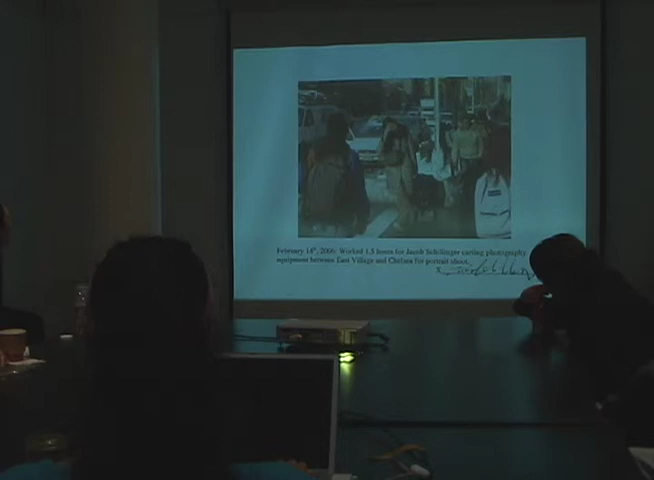 February 14th, 2006: Worked 1.5 hours for Jacob Schillinger carting photography
equipment between East Village and Chelsea for portrait shoot.